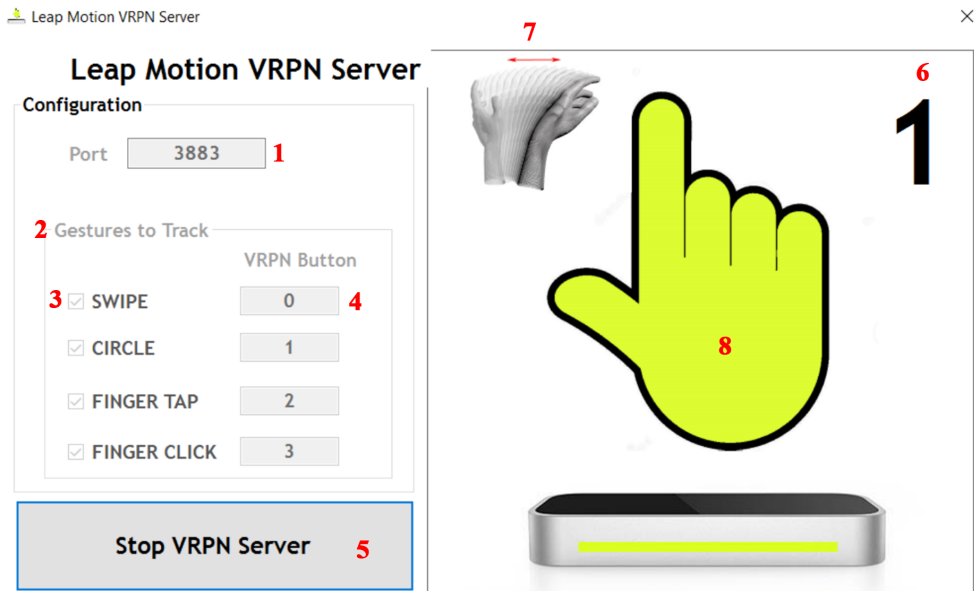 Leap Motion VRPN Server
Leap Motion VRPN Server
Configuration
Port 3883 1
2 Gestures to Track
VRPN Button
3 SWIPE 0 4
CIRCLE 1
FINGER TAP 2
FINGER CLICK 3
Stop VRPN Server 5
7
6
1
8